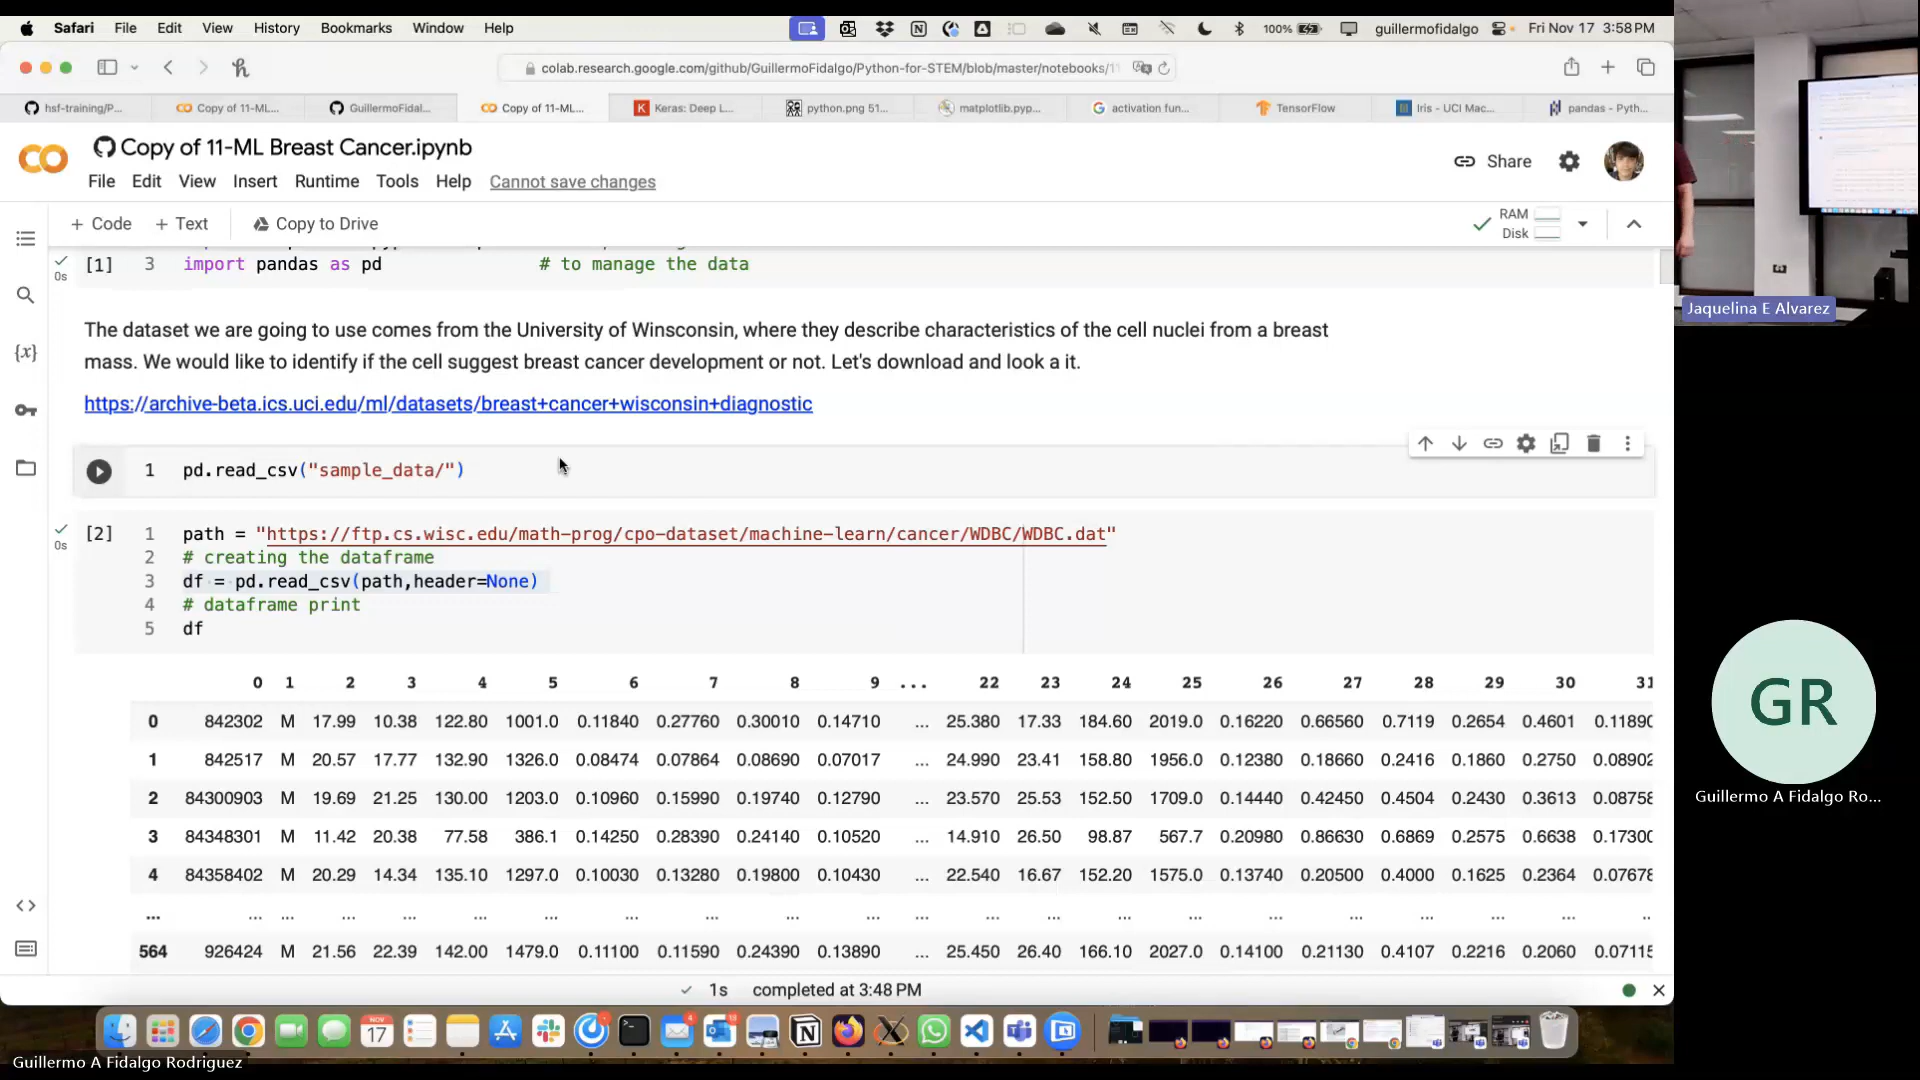 Safari File Edit View History Bookmarks Window Help 100% guillermofidalgo Fri Nov 17 3:58 PM
colab.research.google.com/github/GuillermoFidalgo/Python-for-STEM/blob/master/notebooks/1
hsf-training/P... Copy of 11-ML... GuillermoFidal... Copy of 11-ML... Keras: Deep L... python.png 51... matplotlib.pyp... activation fun... TensorFlow Iris - UCI Mac... pandas - Pyth...
Copy of 11-ML Breast Cancer.ipynb
File Edit View Insert Runtime Tools Help Cannot save changes
Share
+ Code + Text Copy to Drive
RAM
Disk
[1] 3 import pandas as pd # to manage the data
0s
The dataset we are going to use comes from the University of Winsconsin, where they describe characteristics of the cell nuclei from a breast
mass. We would like to identify if the cell suggest breast cancer development or not. Let's download and look a it.
https://archive-beta.ics.uci.edu/ml/datasets/breast+cancer+wisconsin+diagnostic
1 pd.read_csv("sample_data/")
[2] 1 path = "https://ftp.cs.wisc.edu/math-prog/cpo-dataset/machine-learn/cancer/WDBC/WDBC.dat"
0s
2 # creating the dataframe
3 df = pd.read_csv(path,header=None)
4 # dataframe print
5 df
0 1 2 3 4 5 6 7 8 9 ... 22 23 24 25 26 27 28 29 30 31
0 842302 M 17.99 10.38 122.80 1001.0 0.11840 0.27760 0.30010 0.14710 ... 25.380 17.33 184.60 2019.0 0.16220 0.66560 0.7119 0.2654 0.4601 0.11890
1 842517 M 20.57 17.77 132.90 1326.0 0.08474 0.07864 0.08690 0.07017 ... 24.990 23.41 158.80 1956.0 0.12380 0.18660 0.2416 0.1860 0.2750 0.08902
2 84300903 M 19.69 21.25 130.00 1203.0 0.10960 0.15990 0.19740 0.12790 ... 23.570 25.53 152.50 1709.0 0.14440 0.42450 0.4504 0.2430 0.3613 0.08758
3 84348301 M 11.42 20.38 77.58 386.1 0.14250 0.28390 0.24140 0.10520 ... 14.910 26.50 98.87 567.7 0.20980 0.86630 0.6869 0.2575 0.6638 0.17300
4 84358402 M 20.29 14.34 135.10 1297.0 0.10030 0.13280 0.19800 0.10430 ... 22.540 16.67 152.20 1575.0 0.13740 0.20500 0.4000 0.1625 0.2364 0.07678
... ... ... ... ... ... ... ... ... ... ... ... ... ... ... ... ... ... ... ... ... ..
564 926424 M 21.56 22.39 142.00 1479.0 0.11100 0.11590 0.24390 0.13890 ... 25.450 26.40 166.10 2027.0 0.14100 0.21130 0.4107 0.2216 0.2060 0.07115
1s completed at 3:48 PM
NOV 17
Guillermo A Fidalgo Rodriguez
Jaquelina E Alvarez
GR
Guillermo A Fidalgo Ro...